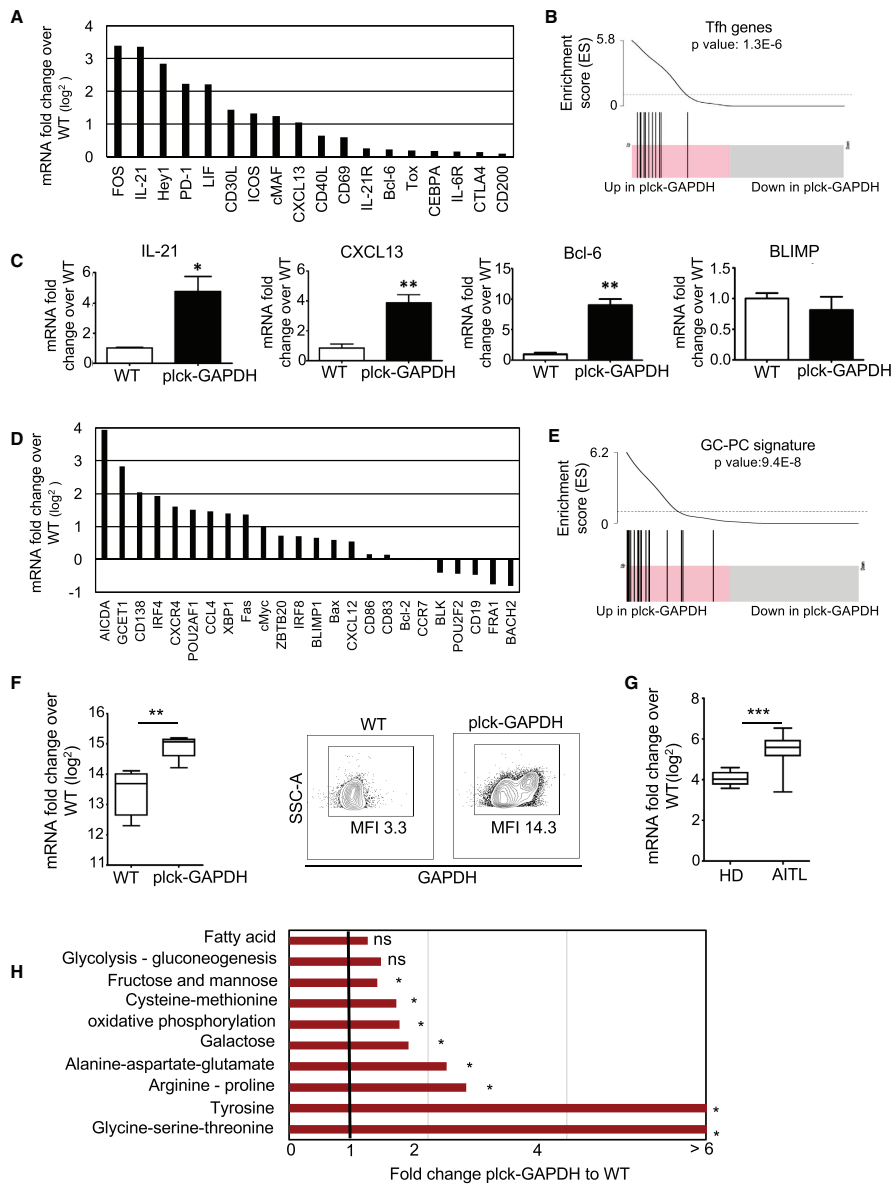 A
mRNA fold change over
WT (log²)
4
3
2
1
0
FOS
IL-21
Hey1
PD-1
LIF
CD30L
ICOS
cMAF
CXCL13
CD40L
CD69
IL-21R
Bcl-6
Tox
CEBPA
IL-6R
CTLA4
CD200
B
Tfh genes
p value: 1.3E-6
Enrichment
score (ES)
5.8
0
Up in plck-GAPDH
Down in plck-GAPDH
C
IL-21
mRNA fold
change over WT
6
4
2
0
*
WT
plck-GAPDH
CXCL13
mRNA fold
change over WT
6
4
2
0
**
WT
plck-GAPDH
Bcl-6
mRNA fold
change over WT
15
10
5
0
**
WT
plck-GAPDH
BLIMP
mRNA fold
change over WT
1.5
1.0
0.5
0.0
WT
plck-GAPDH
D
mRNA fold change over
WT (log²)
4
3
2
1
0
-1
AICDA
GCET1
CD138
IRF4
CXCR4
POU2AF1
CCL4
XBP1
Fas
cMyc
ZBTB20
IRF8
BLIMP1
Bax
CXCL12
CD86
CD83
Bcl-2
CCR7
BLK
POU2F2
CD19
FRA1
BACH2
E
GC-PC signature
p value:9.4E-8
Enrichment
score (ES)
6.2
0
Up in plck-GAPDH
Down in plck-GAPDH
F
mRNA fold change over
WT (log²)
16
15
14
13
12
11
**
WT
plck-GAPDH
WT
plck-GAPDH
SSC-A
MFI 3.3
MFI 14.3
GAPDH
G
mRNA fold change over
WT(log²)
8
6
4
2
0
***
HD
AITL
H
Fatty acid
ns
Glycolysis - gluconeogenesis
ns
Fructose and mannose
*
Cysteine-methionine
*
oxidative phosphorylation
*
Galactose
*
Alanine-aspartate-glutamate
*
Arginine - proline
*
Tyrosine
*
Glycine-serine-threonine
*
0
1
2
4
> 6
Fold change plck-GAPDH to WT